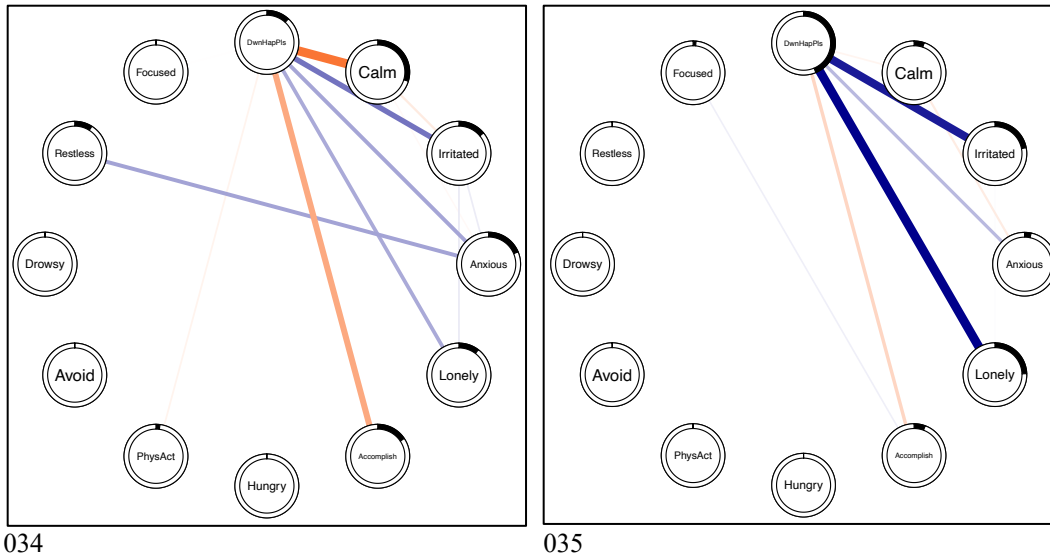 DwnHapPls
Focused
Calm
Restless
Irritated
Drowsy
Anxious
Avoid
Lonely
PhysAct
Accomplish
Hungry
034
DwnHapPls
Focused
Calm
Restless
Irritated
Drowsy
Anxious
Avoid
Lonely
PhysAct
Accomplish
Hungry
035